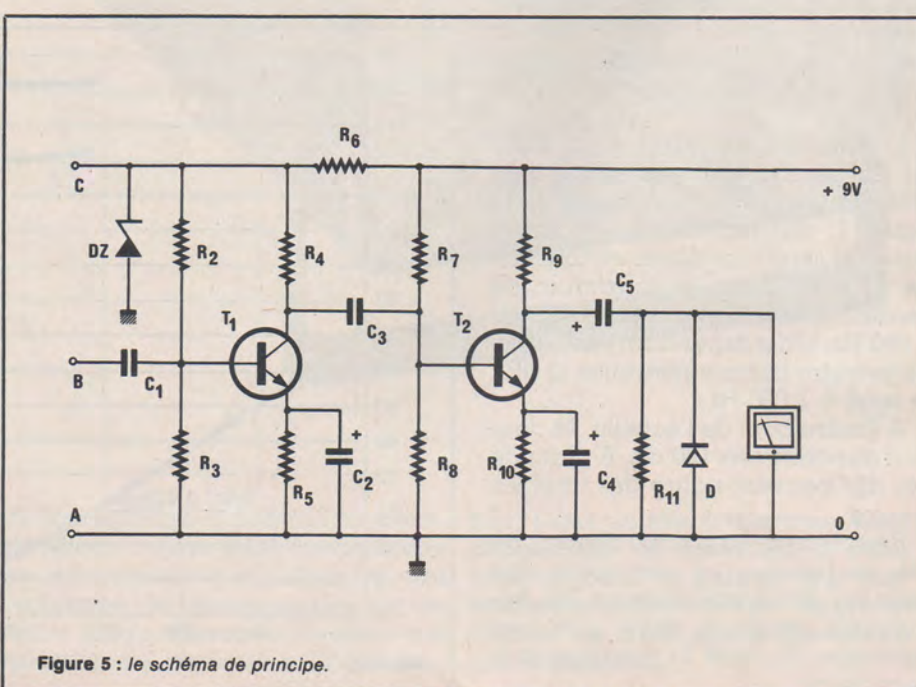 R6
C
+ 9V
DZ
R2
R4
R7
R9
C5
T1
C3
T2
+
B
C1
R3
R5
+
C2
R8
R10
+
C4
R11
D
A
0
Figure 5 : le schéma de principe.